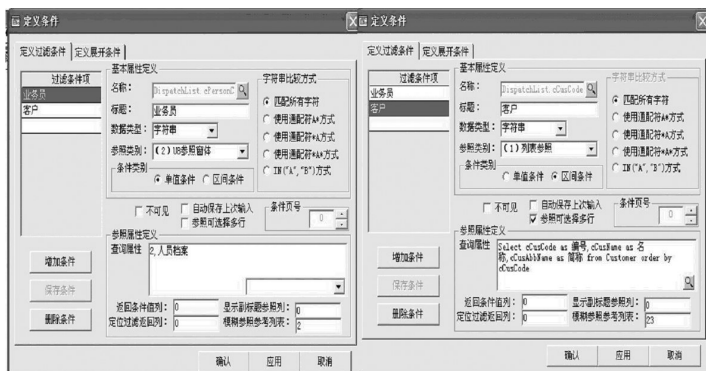 定义条件
定义过滤条件 定义展开条件
过滤条件项
业务员
客户
基本属性定义
名称: DispatchList.cPersonC
标题: 业务员
数据类型: 字符串
参照类别: (2)U8参照窗体
条件类别
单值条件 区间条件
字符串比较方式
匹配所有字符
使用通配符A*方式
使用通配符*A方式
使用通配符*A*方式
IN("A","B")方式
不可见
自动保存上次输入
参照可选择多行
条件页号
0
参照属性定义
查询属性 2,人员档案
增加条件
保存条件
删除条件
返回条件值列: 0 显示副标题参照列: 0
定位过滤返回列: 0 模糊参照参考列表: 2
确认 应用 取消
定义条件
定义过滤条件 定义展开条件
过滤条件项
业务员
客户
基本属性定义
名称: DispatchList.cCusCode
标题: 客户
数据类型: 字符串
参照类别: (1)列表参照
条件类别
单值条件 区间条件
字符串比较方式
匹配所有字符
使用通配符A*方式
使用通配符*A方式
使用通配符*A*方式
IN("A","B")方式
不可见
自动保存上次输入
参照可选择多行
条件页号
0
参照属性定义
查询属性 Select cCusCode as 编号,cCusName as 名
称,cCusAbbName as 简称 from Customer order by
cCusCode
增加条件
保存条件
删除条件
返回条件值列: 0 显示副标题参照列: 0
定位过滤返回列: 0 模糊参照参考列表: 23
确认 应用 取消